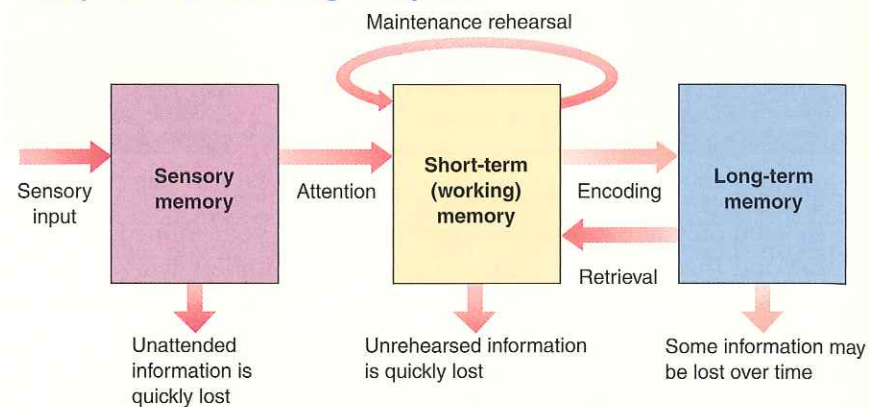 Maintenance rehearsal
Sensory
input
Sensory
memory
Attention
Short-term
(working)
memory
Encoding
Retrieval
Long-term
memory
Unattended
information is
quickly lost
Unrehearsed information
is quickly lost
Some information may
be lost over time